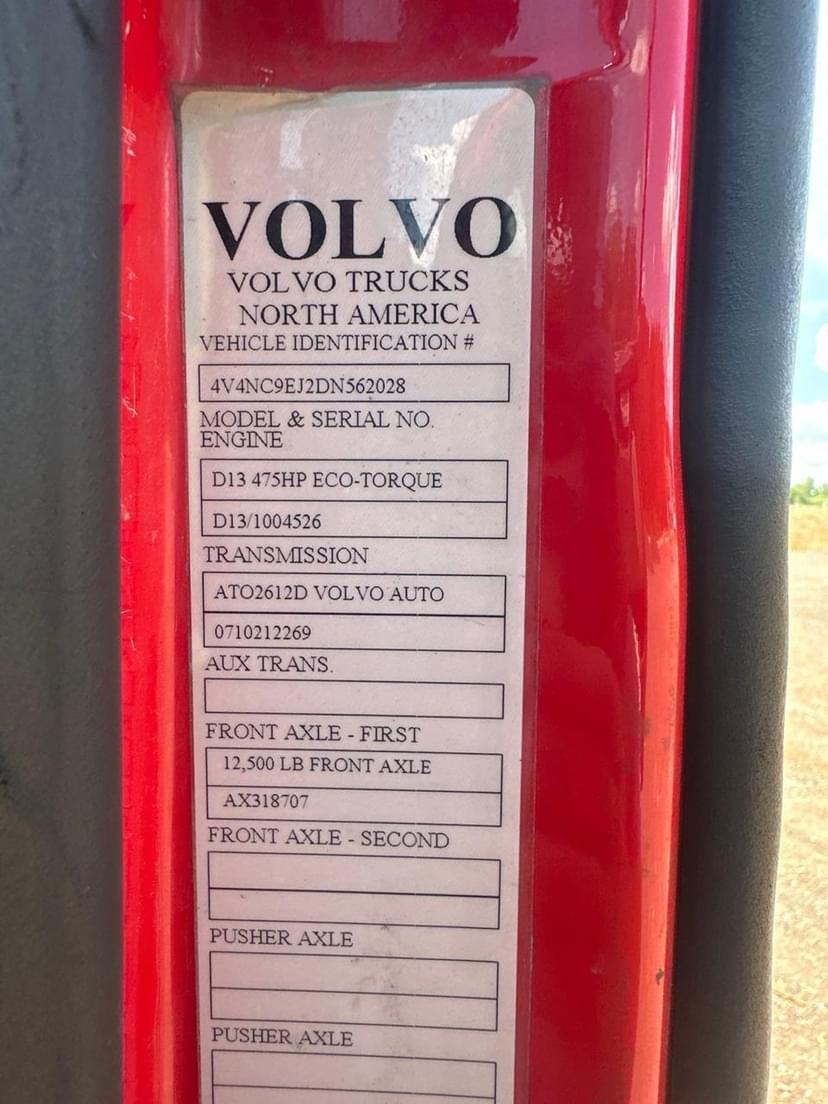 VOLVO
VOLVO TRUCKS
NORTH AMERICA
VEHICLE IDENTIFICATION #
4V4NC9EJ2DN562028
MODEL & SERIAL NO.
ENGINE
D13 475HP ECO-TORQUE
D13/1004526
TRANSMISSION
ATO2612D VOLVO AUTO
0710212269
AUX TRANS.
FRONT AXLE - FIRST
12,500 LB FRONT AXLE
AX318707
FRONT AXLE - SECOND
PUSHER AXLE
PUSHER AXLE